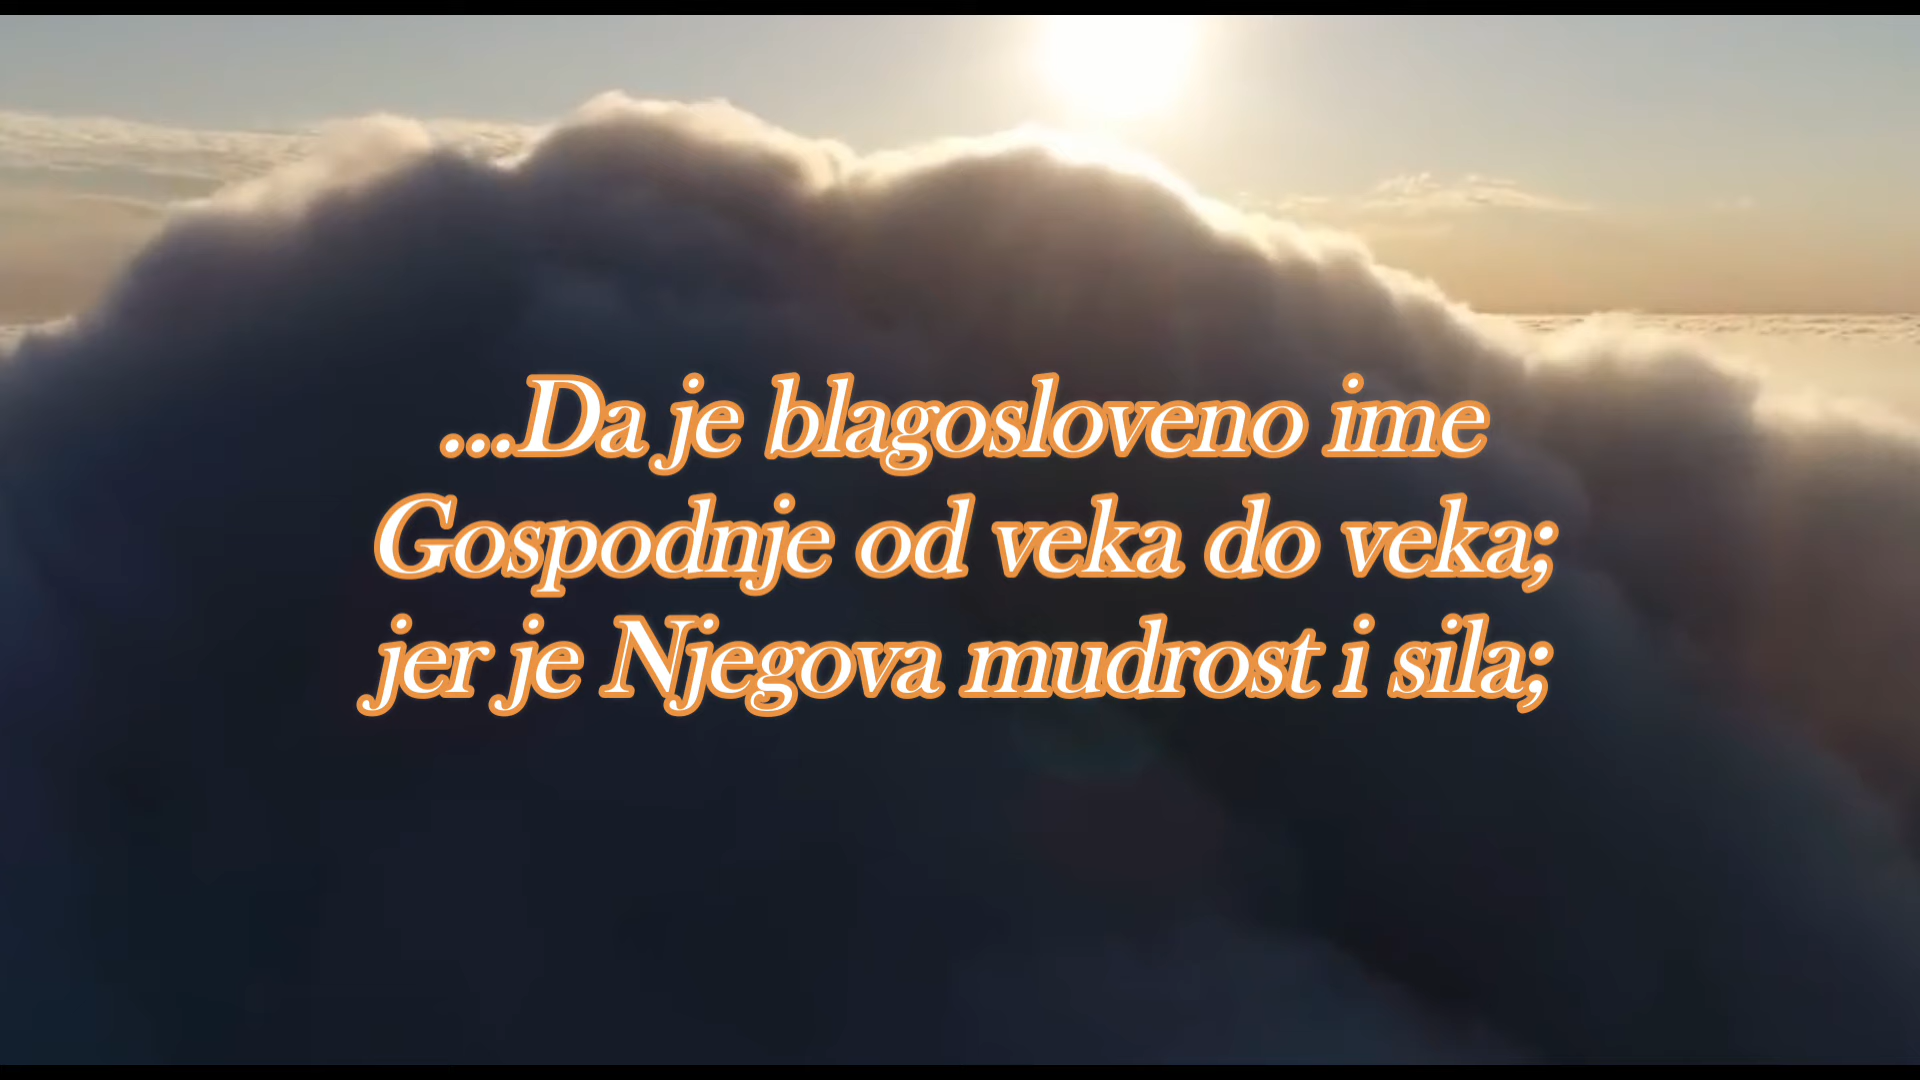 ...Da je blagosloveno ime
Gospodnje od veka do veka;
jer je Njegova mudrost i sila;